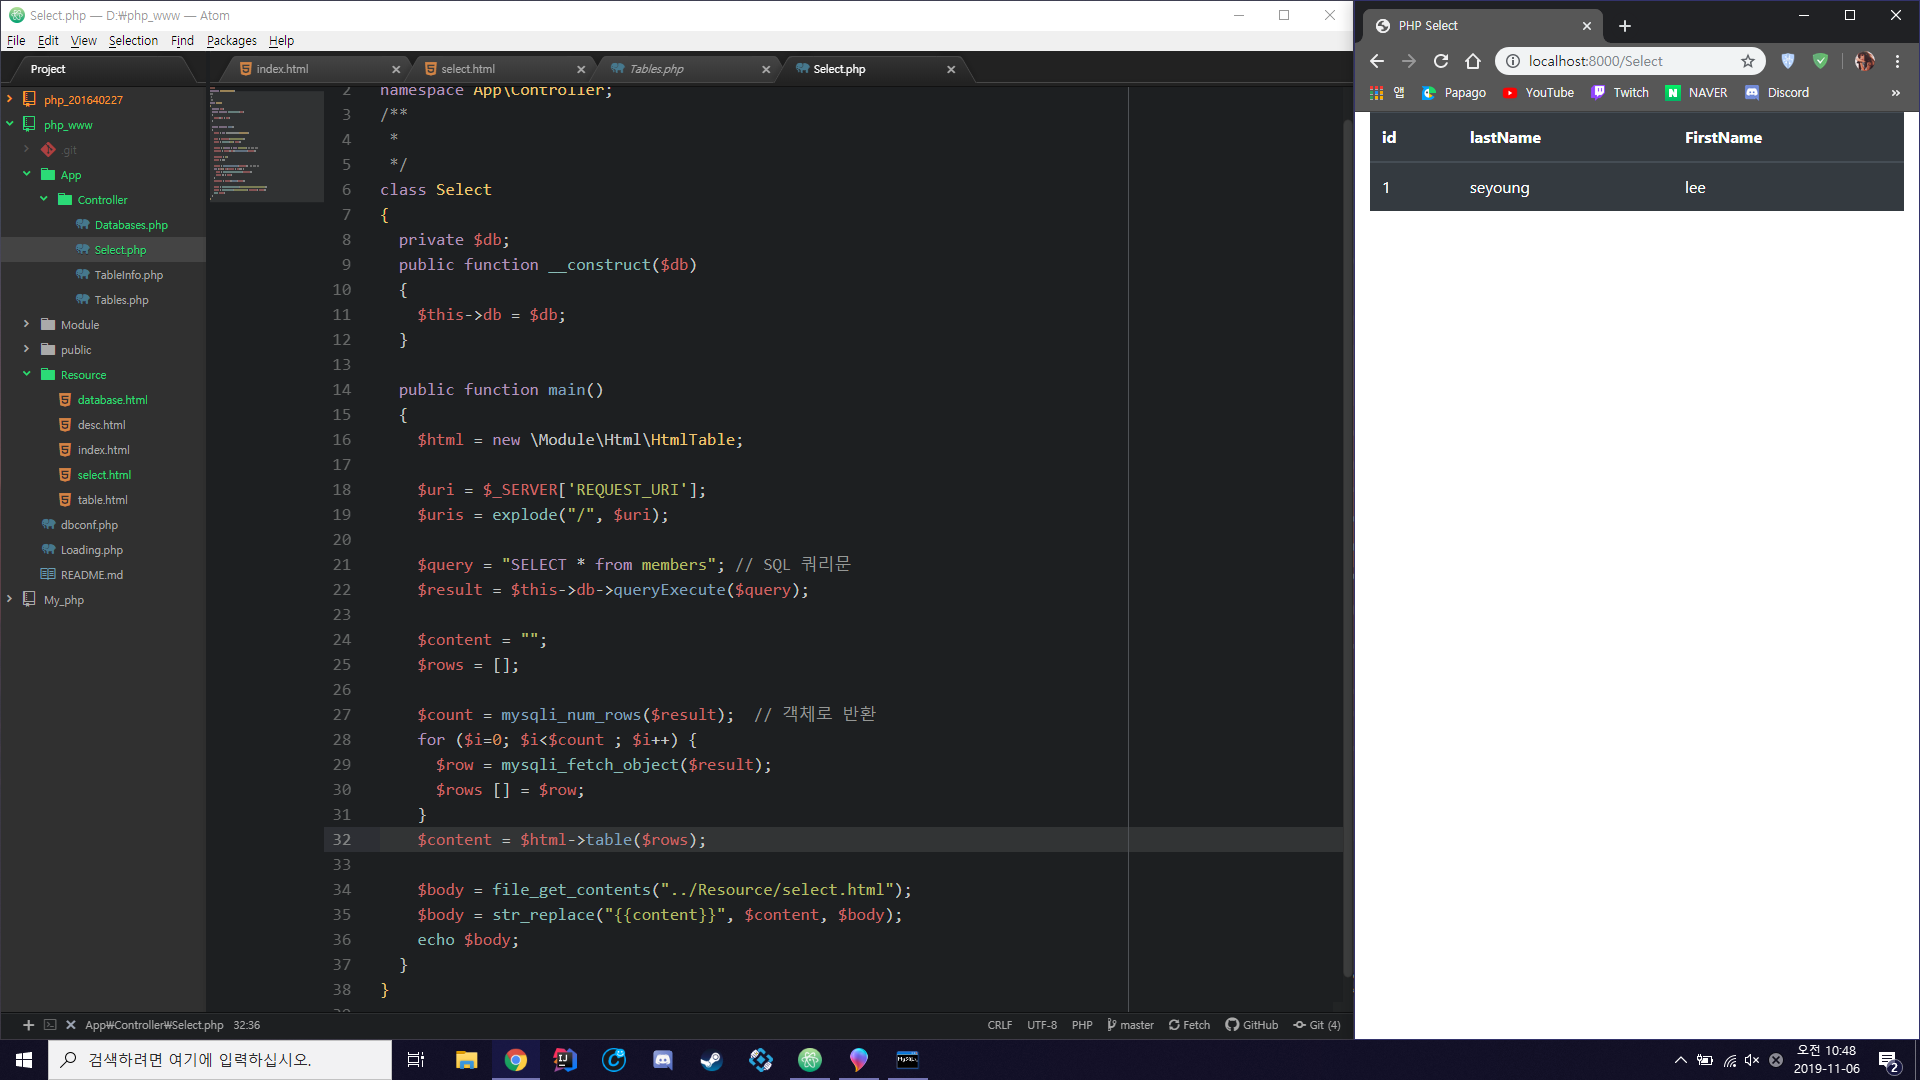 Select.php — D:₩php_www — Atom
File Edit View Selection Find Packages Help
Project
index.html
select.html
Tables.php
Select.php
php_201640227
php_www
.git
App
Controller
Databases.php
Select.php
TableInfo.php
Tables.php
Module
public
Resource
database.html
desc.html
index.html
select.html
table.html
dbconf.php
Loading.php
README.md
My_php
2 namespace App\Controller;
3 /**
4 *
5 */
6 class Select
7 {
8 private $db;
9 public function __construct($db)
10 {
11 $this->db = $db;
12 }
13
14 public function main()
15 {
16 $html = new \Module\Html\HtmlTable;
17
18 $uri = $_SERVER['REQUEST_URI'];
19 $uris = explode("/", $uri);
20
21 $query = "SELECT * from members"; // SQL 쿼리문
22 $result = $this->db->queryExecute($query);
23
24 $content = "";
25 $rows = [];
26
27 $count = mysqli_num_rows($result); // 객체로 반환
28 for ($i=0; $i<$count ; $i++) {
29 $row = mysqli_fetch_object($result);
30 $rows [] = $row;
31 }
32 $content = $html->table($rows);
33
34 $body = file_get_contents("../Resource/select.html");
35 $body = str_replace("{{content}}", $content, $body);
36 echo $body;
37 }
38 }
App₩Controller₩Select.php 32:36
CRLF UTF-8 PHP master Fetch GitHub Git (4)
PHP Select
localhost:8000/Select
앱 Papago YouTube Twitch NAVER Discord »
id lastName FirstName
1 seyoung lee
검색하려면 여기에 입력하십시오.
오전 10:48
2019-11-06
2